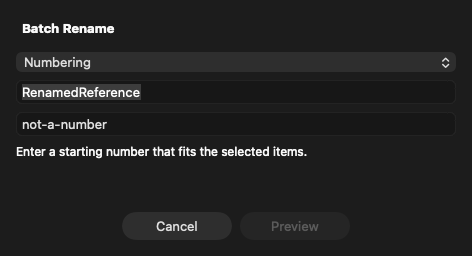 Batch Rename
Numbering
RenamedReference
not-a-number
Enter a starting number that fits the selected items.
Cancel
Preview